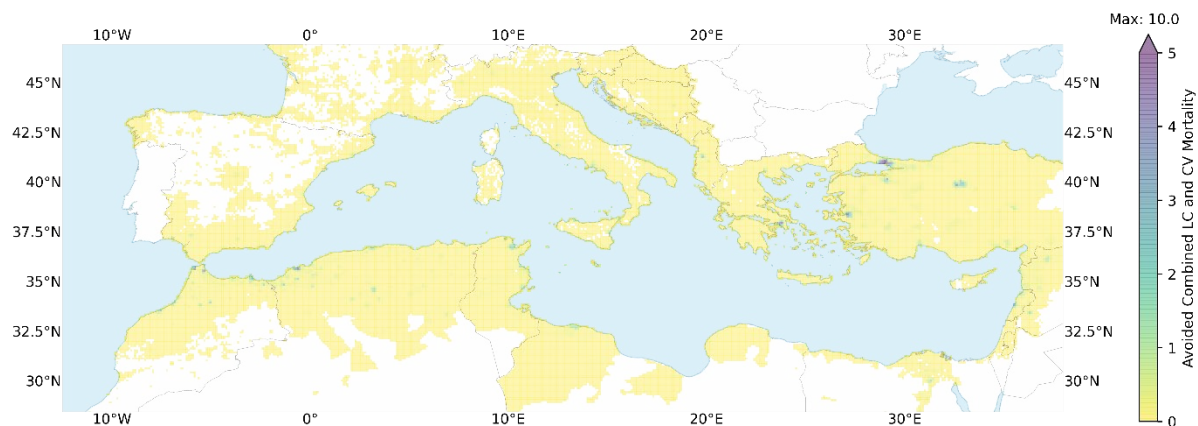 Max: 10.0
10°W 0° 10°E 20°E 30°E
45°N 45°N
42.5°N 42.5°N
40°N 40°N
37.5°N 37.5°N
35°N 35°N
32.5°N 32.5°N
30°N 30°N
10°W 0° 10°E 20°E 30°E
5
4
3
2
1
0
Avoided Combined LC and CV Mortality